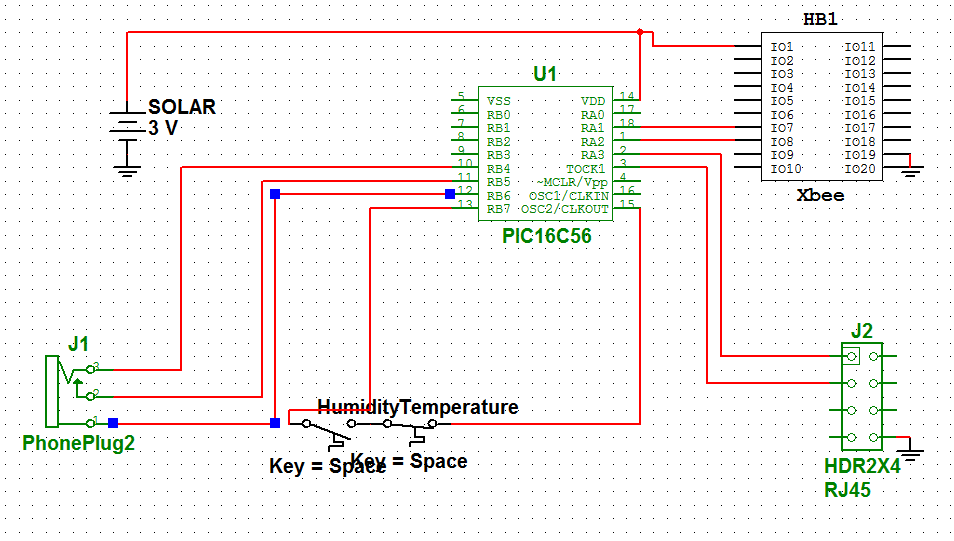 HB1
IO1 IO11
IO2 IO12
IO3 IO13
IO4 IO14
IO5 IO15
IO6 IO16
IO7 IO17
IO8 IO18
IO9 IO19
IO10 IO20
Xbee
U1
5 VSS VDD 14
6 RB0 RA0 17
7 RB1 RA1 18
8 RB2 RA2 1
9 RB3 RA3 2
10 RB4 TOCK1 3
11 RB5 ~MCLR/Vpp 4
12 RB6 OSC1/CLKIN 16
13 RB7 OSC2/CLKOUT 15
PIC16C56
SOLAR
3 V
J1
3
2
1
PhonePlug2
Humidity Temperature
Key = Space
Key = Space
J2
HDR2X4
RJ45